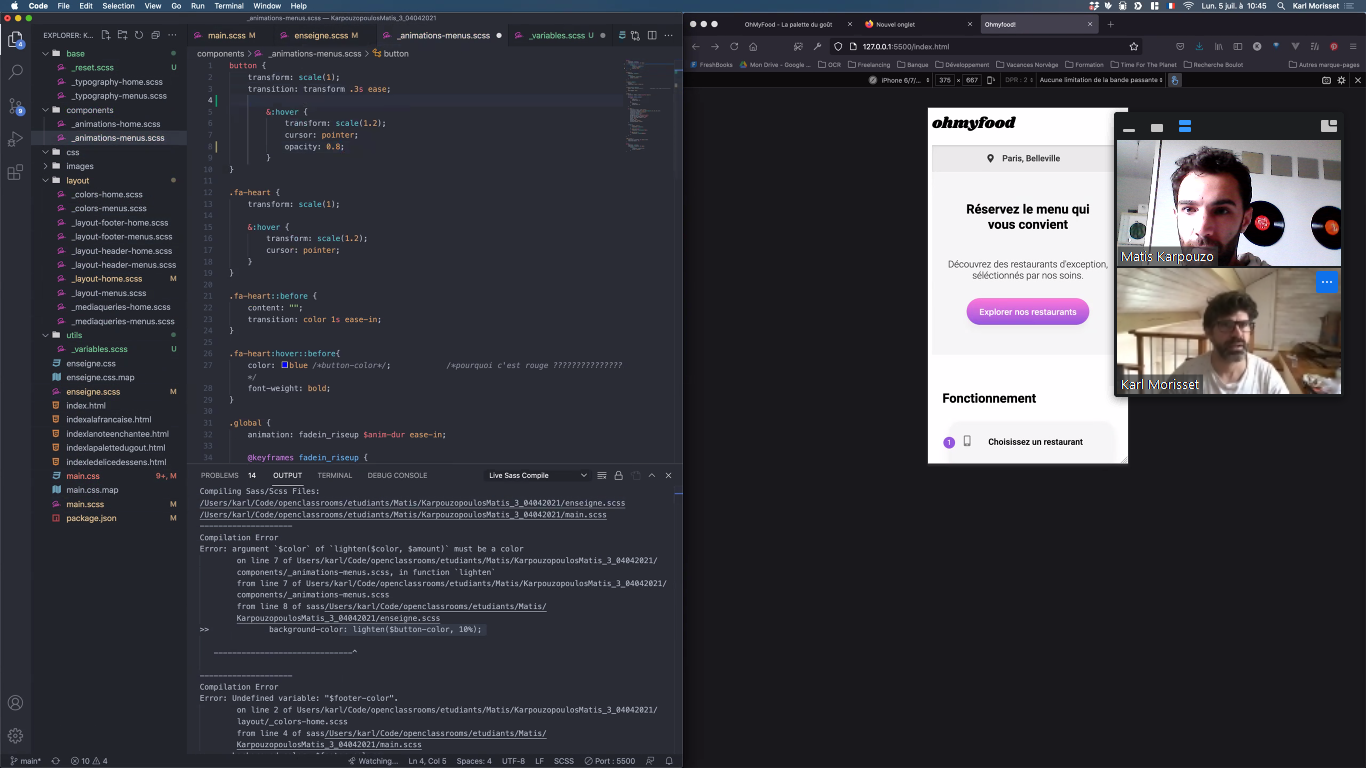 Code File Edit Selection View Go Run Terminal Window Help
Lun. 5 juil. à 10:45 Karl Morisset
_animations-menus.scss — KarpouzopoulosMatis_3_04042021
EXPLORER: K...
main.scss M
enseigne.scss M
_animations-menus.scss
_variables.scss U
components > _animations-menus.scss > button
4
9
base
_reset.scss U
_typography-home.scss
_typography-menus.scss
components
_animations-home.scss
_animations-menus.scss
css
images
layout
_colors-home.scss
_colors-menus.scss
_layout-footer-home.scss
_layout-footer-menus.scss
_layout-header-home.scss
_layout-header-menus.scss
_layout-home.scss M
_layout-menus.scss
_mediaqueries-home.scss
_mediaqueries-menus.scss
utils
_variables.scss U
enseigne.css
enseigne.css.map
enseigne.scss M
index.html
indexalafrancaise.html
indexlanoteenchantee.html
indexlapalettedugout.html
indexledelicedessens.html
main.css 9+, M
main.css.map
main.scss M
package.json M
1 button {
2 transform: scale(1);
3 transition: transform .3s ease;
4
5 &:hover {
6 transform: scale(1.2);
7 cursor: pointer;
8 opacity: 0.8;
9 }
10 }
11
12 .fa-heart {
13 transform: scale(1);
14
15 &:hover {
16 transform: scale(1.2);
17 cursor: pointer;
18 }
19 }
20
21 .fa-heart::before {
22 content: "";
23 transition: color 1s ease-in;
24 }
25
26 .fa-heart:hover::before{
27 color: blue /*button-color*/; /*pourquoi c'est rouge ???????????????
*/
28 font-weight: bold;
29 }
30
31 .global {
32 animation: fadein_riseup $anim-dur ease-in;
33
34 @keyframes fadein_riseup {
PROBLEMS 14 OUTPUT TERMINAL DEBUG CONSOLE
Live Sass Compile
Compiling Sass/Scss Files:
/Users/karl/Code/openclassrooms/etudiants/Matis/KarpouzopoulosMatis_3_04042021/enseigne.scss
/Users/karl/Code/openclassrooms/etudiants/Matis/KarpouzopoulosMatis_3_04042021/main.scss
--------------------
Compilation Error
Error: argument `$color` of `lighten($color, $amount)` must be a color
on line 7 of Users/karl/Code/openclassrooms/etudiants/Matis/KarpouzopoulosMatis_3_04042021/
components/_animations-menus.scss, in function `lighten`
from line 7 of Users/karl/Code/openclassrooms/etudiants/Matis/KarpouzopoulosMatis_3_04042021/
components/_animations-menus.scss
from line 8 of sass/Users/karl/Code/openclassrooms/etudiants/Matis/
KarpouzopoulosMatis_3_04042021/enseigne.scss
>> background-color: lighten($button-color, 10%);
------------------------------^
--------------------
Compilation Error
Error: Undefined variable: "$footer-color".
on line 2 of Users/karl/Code/openclassrooms/etudiants/Matis/KarpouzopoulosMatis_3_04042021/
layout/_colors-home.scss
from line 4 of sass/Users/karl/Code/openclassrooms/etudiants/Matis/
KarpouzopoulosMatis_3_04042021/main.scss
main* 10 4
Watching... Ln 4, Col 5 Spaces: 4 UTF-8 LF SCSS Port : 5500
OhMyFood - La palette du goût
Nouvel onglet
Ohmyfood!
127.0.0.1:5500/index.html
FreshBooks Mon Drive - Google ... OCR Freelancing Banque Développement Vacances Norvège Formation Time For The Planet Recherche Boulot Autres marque-pages
iPhone 6/7/... 375 × 667 DPR : 2 Aucune limitation de la bande passante
ohmyfood
Paris, Belleville
Réservez le menu qui
vous convient
Découvrez des restaurants d'exception,
séléctionnés par nos soins.
Explorer nos restaurants
Fonctionnement
1 Choisissez un restaurant
Matis Karpouzo
Karl Morisset